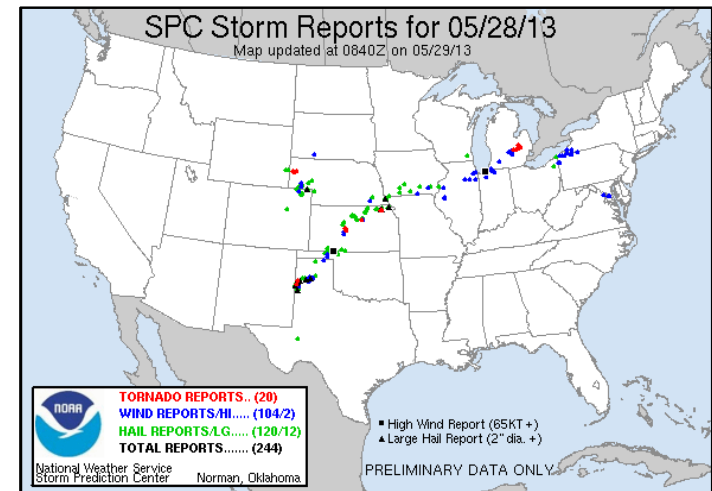 SPC Storm Reports for 05/28/13
Map updated at 0840Z on 05/29/13
NOAA
TORNADO REPORTS.. (20)
WIND REPORTS/HI..... (104/2)
HAIL REPORTS/LG..... (120/12)
TOTAL REPORTS....... (244)
National Weather Service
Storm Prediction Center Norman, Oklahoma
High Wind Report (65KT +)
Large Hail Report (2" dia. +)
PRELIMINARY DATA ONLY